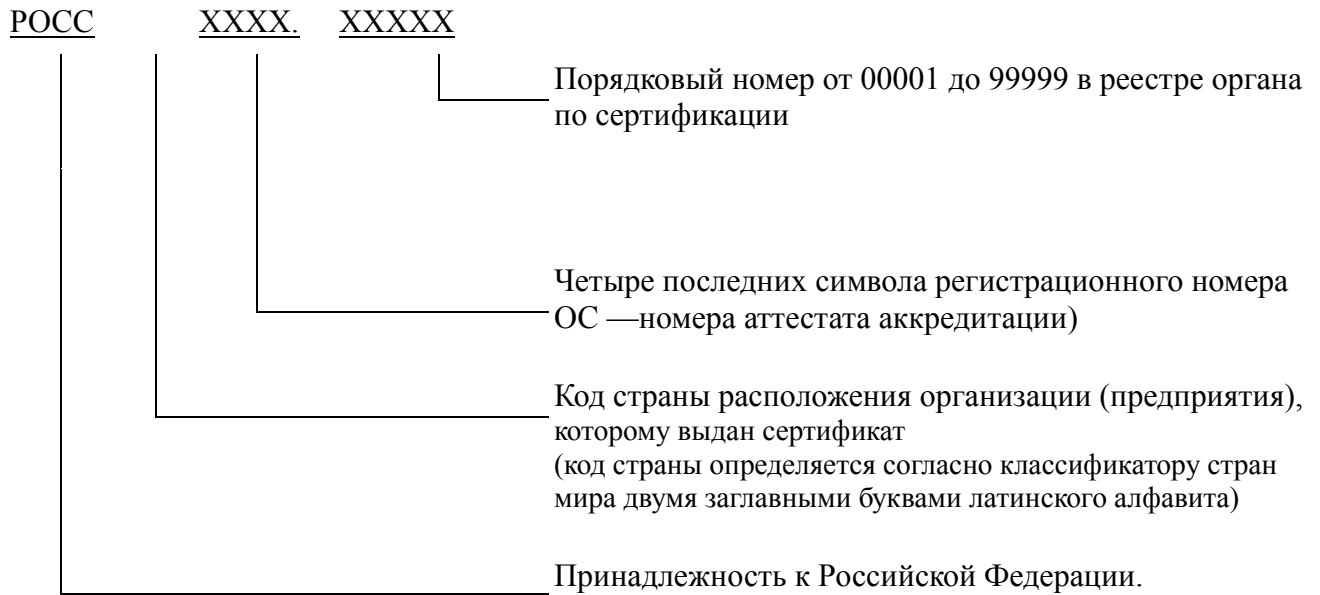 РОСС ХХХХ. ХХХХХ
Порядковый номер от 00001 до 99999 в реестре органа
по сертификации
Четыре последних символа регистрационного номера
ОС —номера аттестата аккредитации)
Код страны расположения организации (предприятия),
которому выдан сертификат
(код страны определяется согласно классификатору стран
мира двумя заглавными буквами латинского алфавита)
Принадлежность к Российской Федерации.